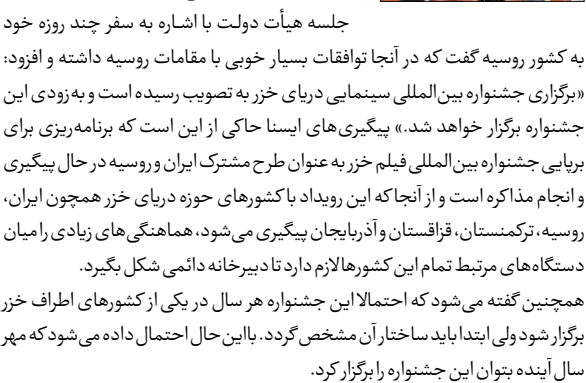 جلسه هیأت دولت با اشاره به سفر چند روزه خود
به کشور روسیه گفت که در آنجا توافقات بسیار خوبی با مقامات روسیه داشته و افزود:
«برگزاری جشنواره بین‌المللی سینمایی دریای خزر به تصویب رسیده است و به‌زودی این
جشنواره برگزار خواهد شد.» پیگیری‌های ایسنا حاکی از این است که برنامه‌ریزی برای
برپایی جشنواره بین‌المللی فیلم خزر به عنوان طرح مشترک ایران و روسیه در حال پیگیری
و انجام مذاکره است و از آنجا که این رویداد با کشورهای حوزه دریای خزر همچون ایران،
روسیه، ترکمنستان، قزاقستان و آذربایجان پیگیری می‌شود، هماهنگی‌های زیادی را میان
دستگاه‌های مرتبط تمام این کشورها لازم دارد تا دبیرخانه دائمی شکل بگیرد.
همچنین گفته می‌شود که احتمالا این جشنواره هر سال در یکی از کشورهای اطراف خزر
برگزار شود ولی ابتدا باید ساختار آن مشخص گردد. بااین حال احتمال داده می‌شود که مهر
سال آینده بتوان این جشنواره را برگزار کرد.